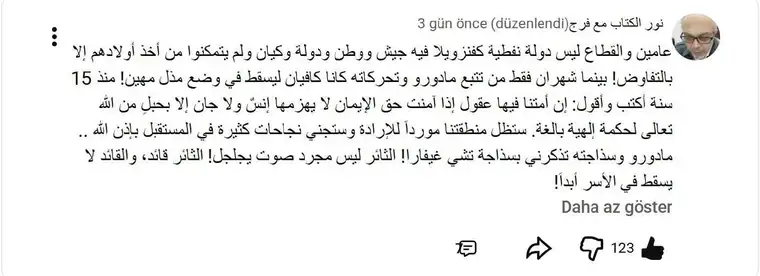 نور الكتاب مع فرج(düzenlendi) 3 gün önce
عامين والقطاع ليس دولة نفطية كفنزويلا فيه جيش ووطن ودولة وكيان ولم يتمكنوا من أخذ أولادهم إلا
بالتفاوض! بينما شهران فقط من تتبع مادورو وتحركاته كانا كافيان ليسقط في وضع مذل مهين! منذ 15
سنة أكتب وأقول: إن أمتنا فيها عقول إذا آمنت حق الإيمان لا يهزمها إنسٌ ولا جان إلا بحبلٍ من الله
تعالى لحكمة إلهية بالغة. ستظل منطقتنا مورداً للإرادة وستجني نجاحات كثيرة في المستقبل بإذن الله ..
مادورو وسذاجته تذكرني بسذاجة تشي غيفارا! الثائر ليس مجرد صوت يجلجل! الثائر قائد، والقائد لا
يسقط في الأسر أبداً!
Daha az göster
123